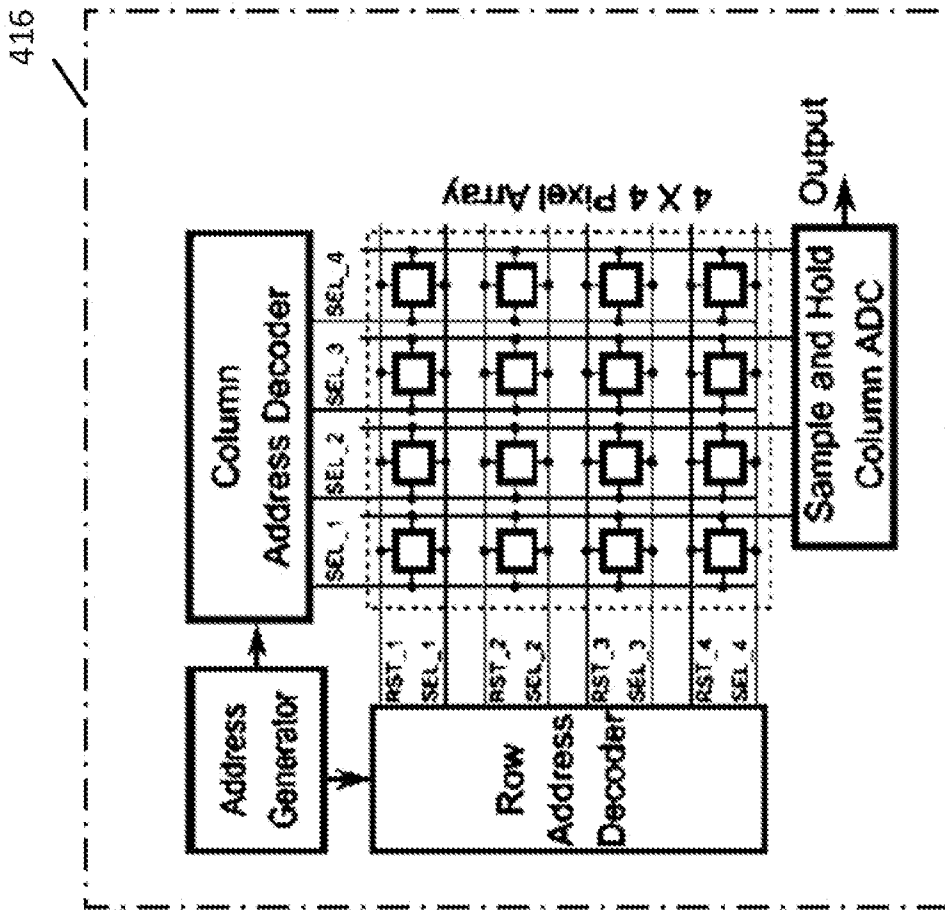 416
Column
Address Decoder
Address
Generator
SEL_1
SEL_2
SEL_3
SEL_4
4 X 4 Pixel Array
RST_1
SEL_1
RST_2
SEL_2
RST_3
SEL_3
RST_4
SEL_4
Row
Address
Decoder
Sample and Hold
Column ADC
Output